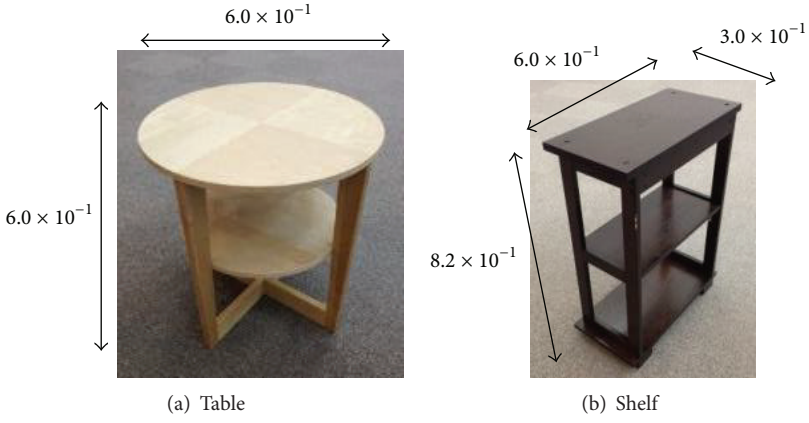 6.0 × 10⁻¹
6.0 × 10⁻¹
(a) Table
6.0 × 10⁻¹
3.0 × 10⁻¹
8.2 × 10⁻¹
(b) Shelf